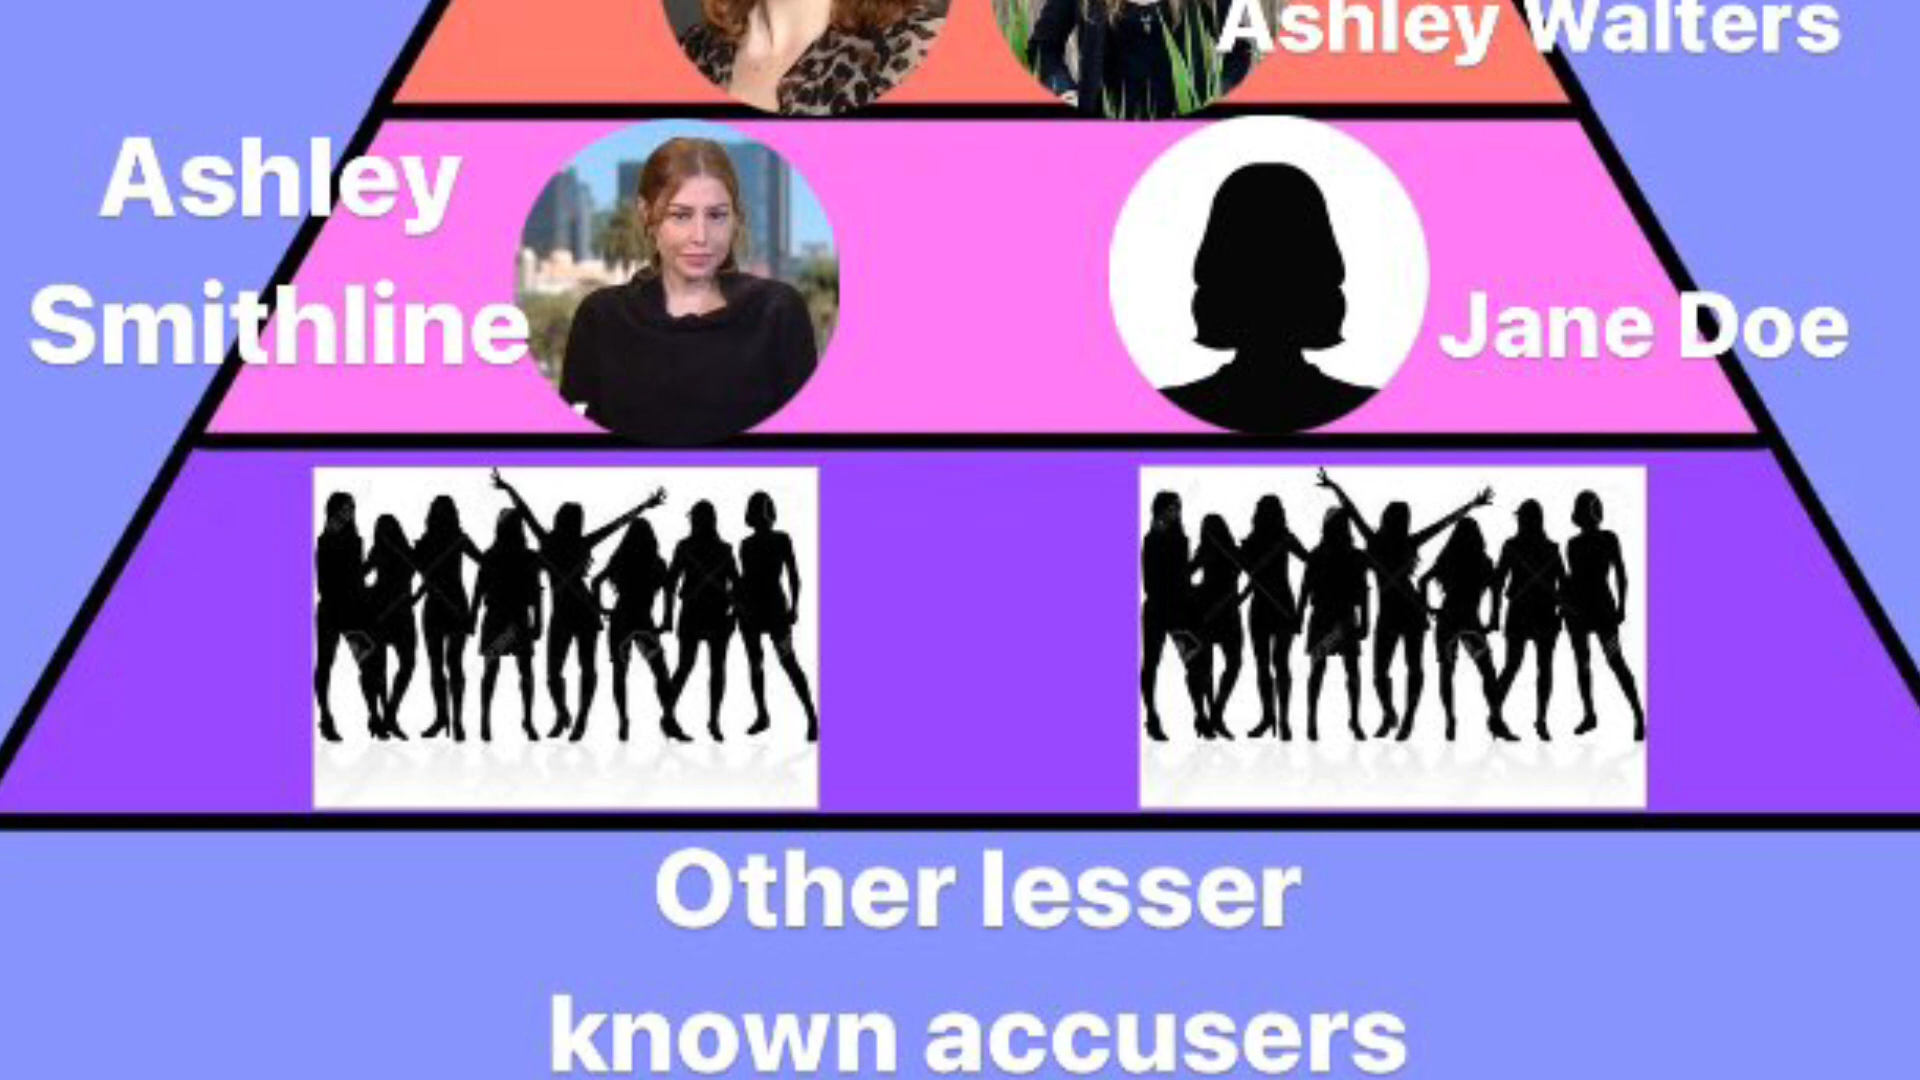 Ashley Walters
Ashley
Smithline
Jane Doe
Other lesser
known accusers